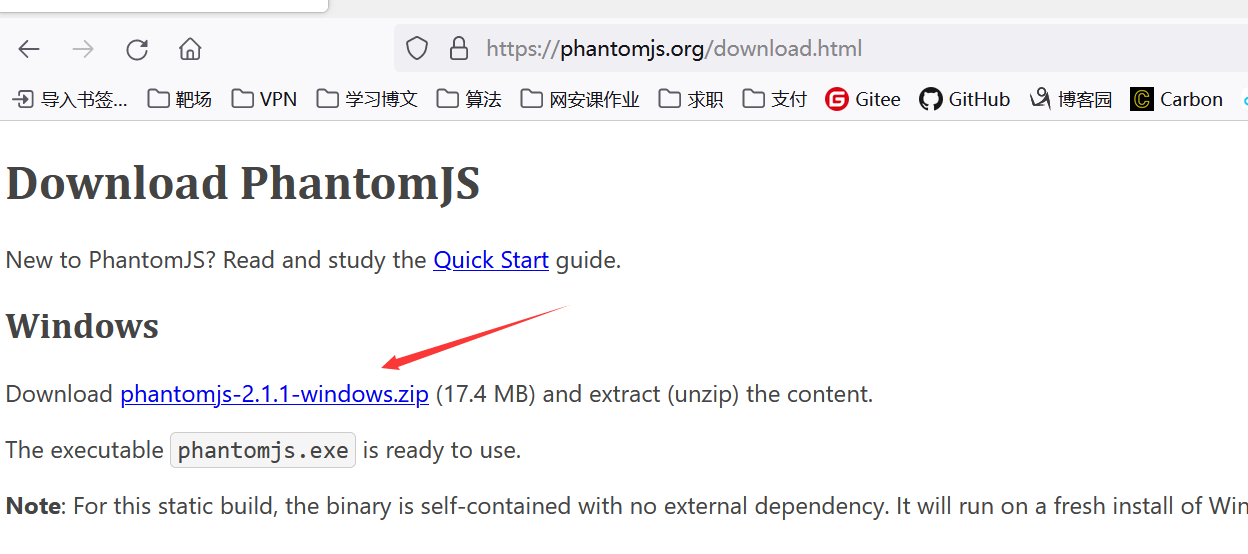 https://phantomjs.org/download.html
导入书签... 靶场 VPN 学习博文 算法 网安课作业 求职 支付 Gitee GitHub 博客园 Carbon
Download PhantomJS
New to PhantomJS? Read and study the Quick Start guide.
Windows
Download phantomjs-2.1.1-windows.zip (17.4 MB) and extract (unzip) the content.
The executable phantomjs.exe is ready to use.
Note: For this static build, the binary is self-contained with no external dependency. It will run on a fresh install of